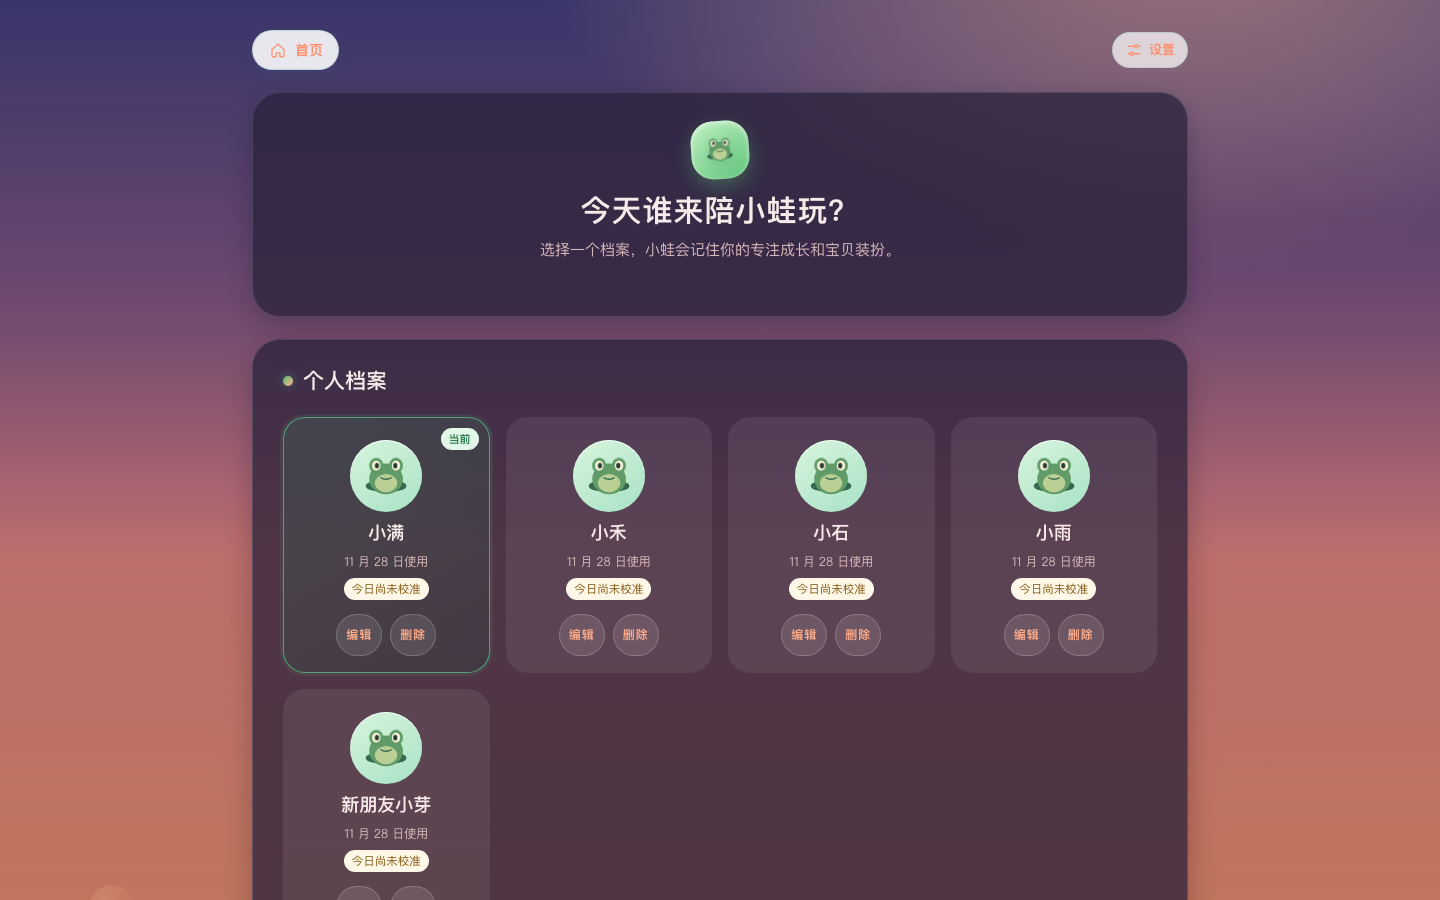 首页
设置
今天谁来陪小蛙玩?
选择一个档案，小蛙会记住你的专注成长和宝贝装扮。
个人档案
当前
小满
11 月 28 日使用
今日尚未校准
编辑
删除
小禾
11 月 28 日使用
今日尚未校准
编辑
删除
小石
11 月 28 日使用
今日尚未校准
编辑
删除
小雨
11 月 28 日使用
今日尚未校准
编辑
删除
新朋友小芽
11 月 28 日使用
今日尚未校准